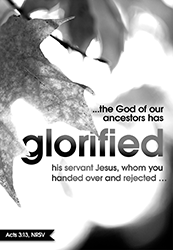 ...the God of our
ancestors has
glorified
his servant Jesus, whom you
handed over and rejected ...
Acts 3:13, NRSV